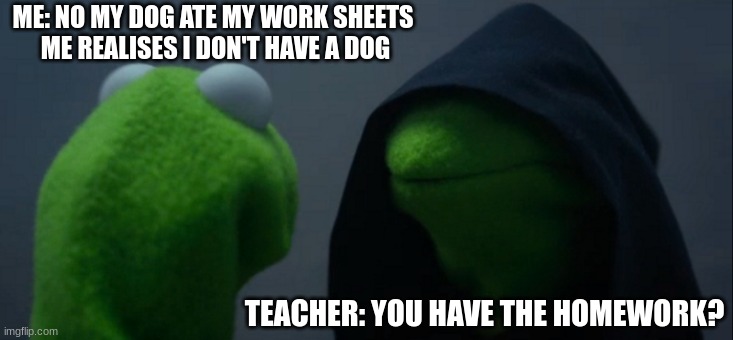 ME: NO MY DOG ATE MY WORK SHEETS
ME REALISES I DON'T HAVE A DOG
TEACHER: YOU HAVE THE HOMEWORK?
imgflip.com